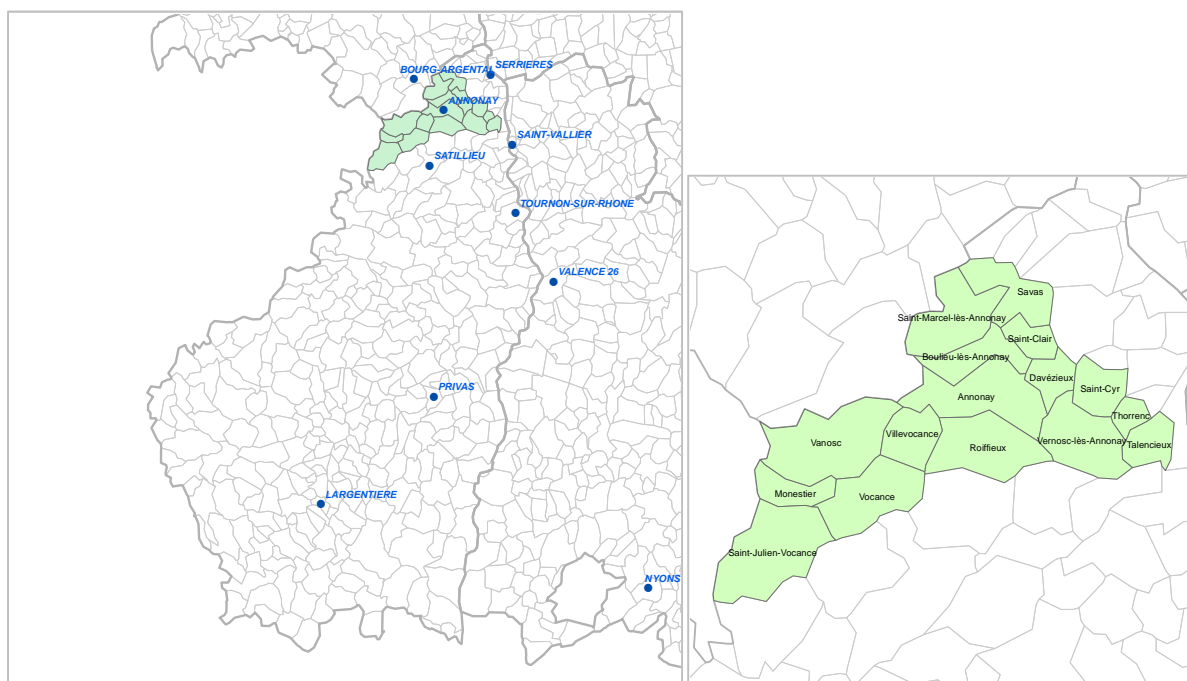 BOURG-ARGENTAL
SERRIERES
ANNONAY
SAINT-VALLIER
SATILLIEU
TOURNON-SUR-RHONE
VALENCE 26
PRIVAS
LARGENTIERE
NYONS
Savas
Saint-Marcel-lès-Annonay
Saint-Clair
Boulieu-lès-Annonay
Davézieux
Saint-Cyr
Annonay
Thorrenc
Villevocance
Vernosc-lès-Annonay
Talencieux
Vanosc
Roiffieux
Monestier
Vocance
Saint-Julien-Vocance